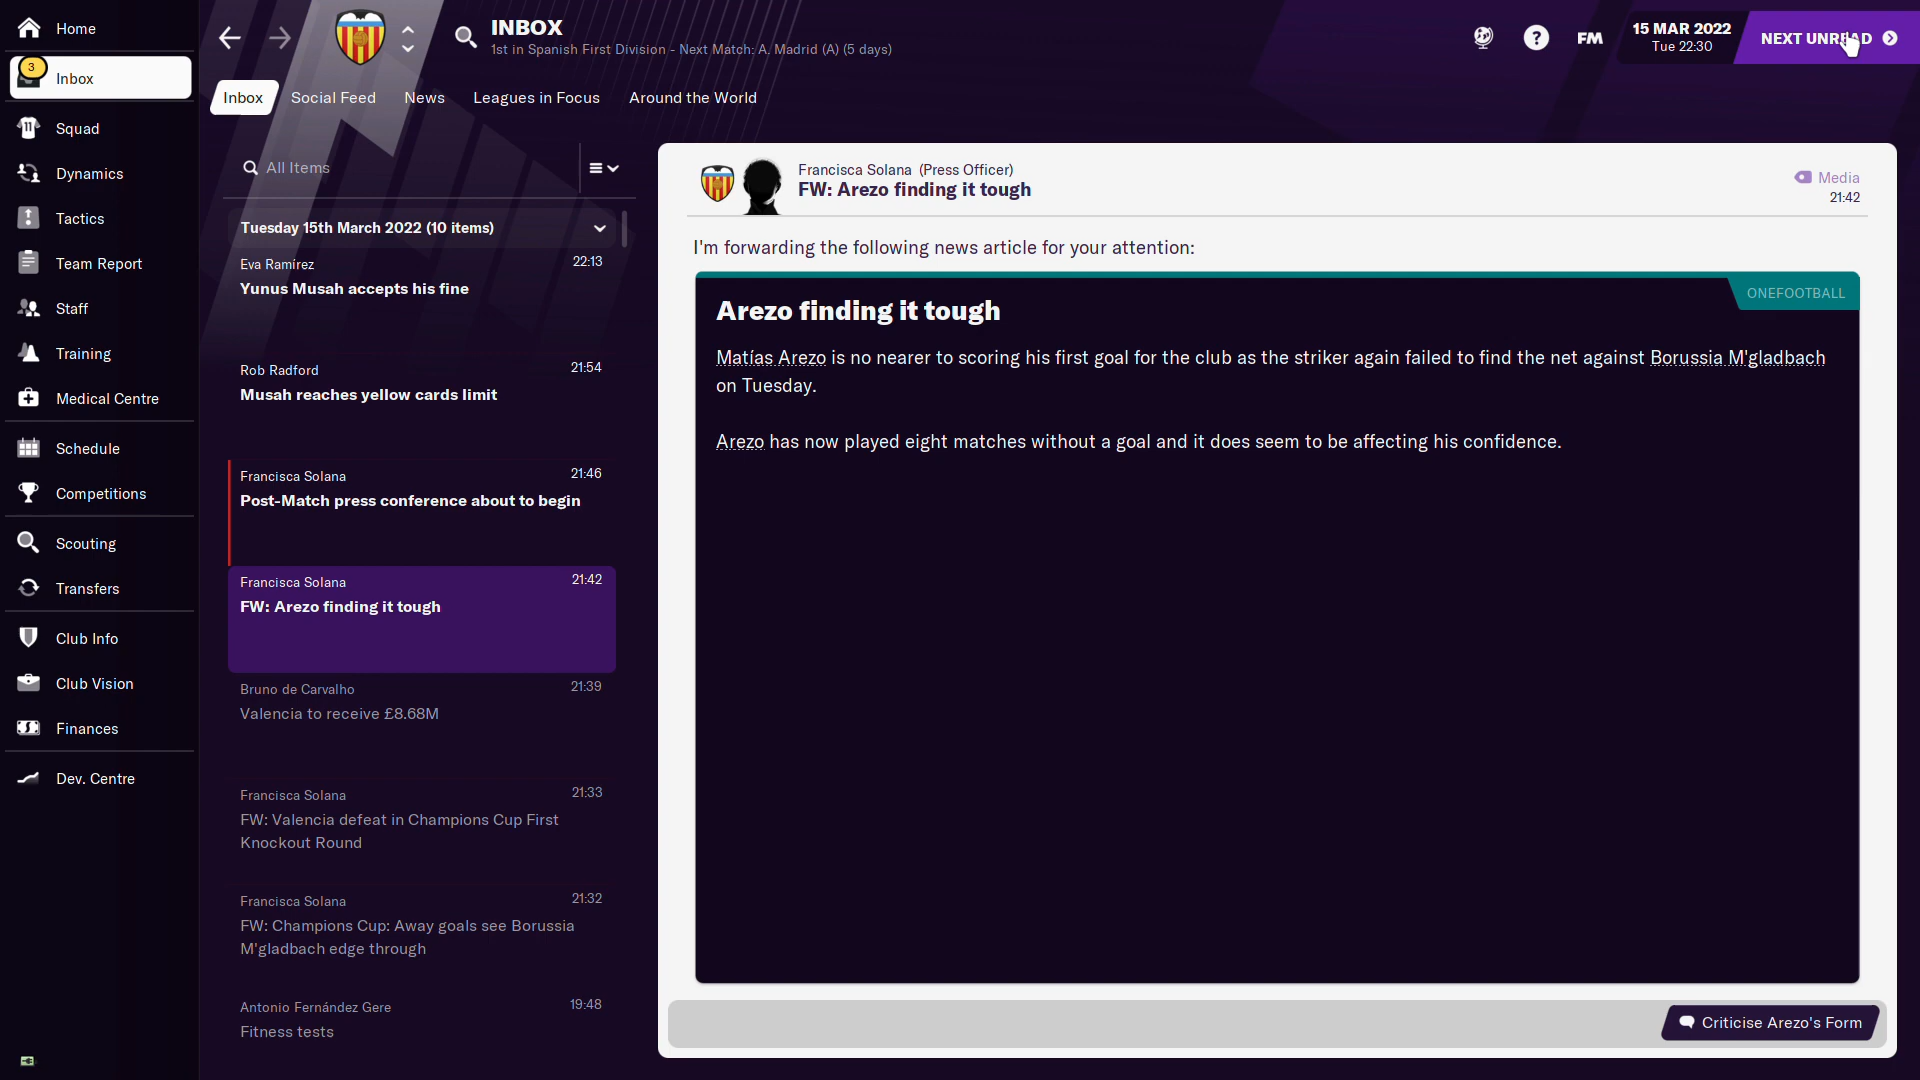 Home
3
Inbox
Squad
Dynamics
Tactics
Team Report
Staff
Training
Medical Centre
Schedule
Competitions
Scouting
Transfers
Club Info
Club Vision
Finances
Dev. Centre
INBOX
1st in Spanish First Division - Next Match: A. Madrid (A) (5 days)
FM
15 MAR 2022
Tue 22:30
NEXT UNREAD
Inbox
Social Feed
News
Leagues in Focus
Around the World
All Items
Tuesday 15th March 2022 (10 items)
Eva Ramírez
22:13
Yunus Musah accepts his fine
Rob Radford
21:54
Musah reaches yellow cards limit
Francisca Solana
21:46
Post-Match press conference about to begin
Francisca Solana
21:42
FW: Arezo finding it tough
Bruno de Carvalho
21:39
Valencia to receive £8.68M
Francisca Solana
21:33
FW: Valencia defeat in Champions Cup First
Knockout Round
Francisca Solana
21:32
FW: Champions Cup: Away goals see Borussia
M'gladbach edge through
Antonio Fernández Gere
19:48
Fitness tests
Francisca Solana (Press Officer)
FW: Arezo finding it tough
Media
21:42
I'm forwarding the following news article for your attention:
ONEFOOTBALL
Arezo finding it tough
Matías Arezo is no nearer to scoring his first goal for the club as the striker again failed to find the net against Borussia M'gladbach
on Tuesday.
Arezo has now played eight matches without a goal and it does seem to be affecting his confidence.
Criticise Arezo's Form